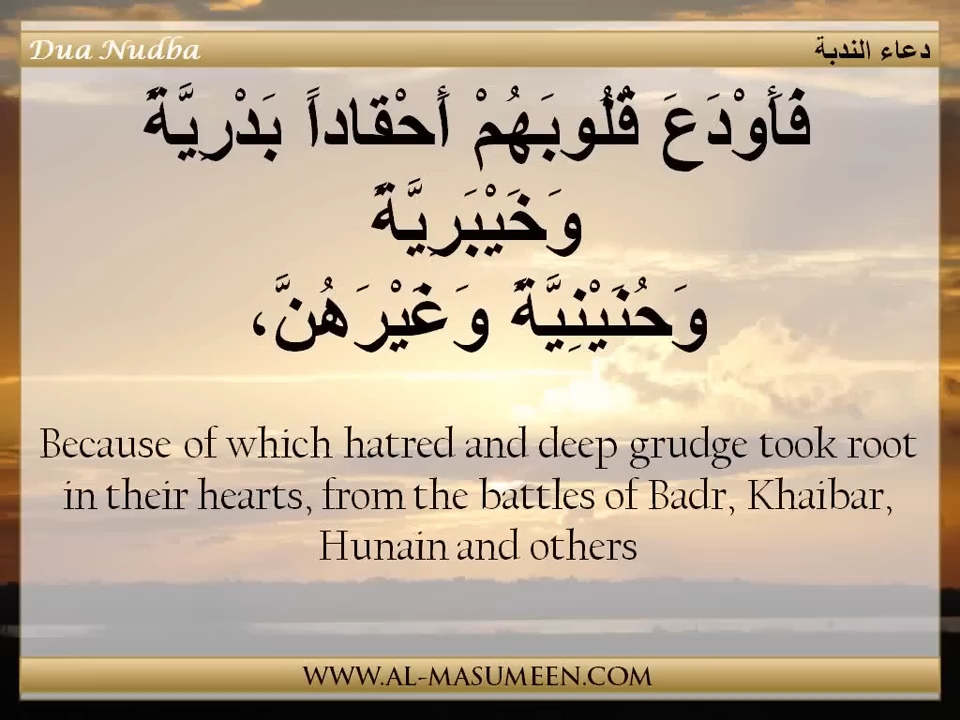 Dua Nudba دعاء الندبة
فَأَوْدَعَ قُلُوبَهُمْ أَحْقاداً بَدْرِيَّةً
وَخَيْبَرِيَّةً
وَحُنَيْنِيَّةً وَغَيْرَهُنَّ،
Because of which hatred and deep grudge took root
in their hearts, from the battles of Badr, Khaibar,
Hunain and others
WWW.AL-MASUMEEN.COM